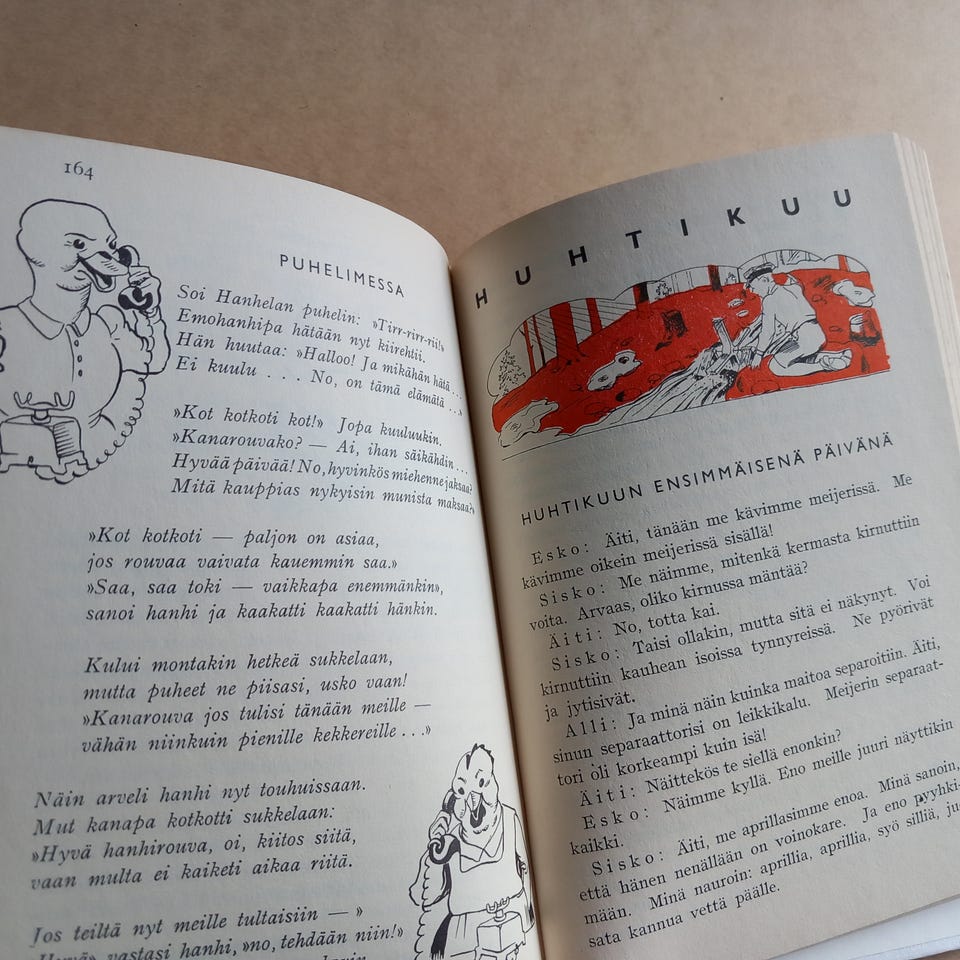 164
PUHELIMESSA
Soi Hanhelan puhelin: »Tirr-rirr-rii!»
Emohanhipa hätään nyt kiirehtii.
Hän huutaa: »Halloo! Ja mikähän hätä...
Ei kuulu . . . No, on tämä elämätä . . .»
»Kot kotkoti kot!» Jopa kuuluukin.
»Kanarouvako? — Ai, ihan säikähdin . . .
Hyvää päivää! No, hyvinkös miehenne jaksaa?
Mitä kauppias nykyisin munista maksaa?»
»Kot kotkoti — paljon on asiaa,
jos rouvaa vaivata kauemmin saa.»
»Saa, saa toki — vaikkapa enemmänkin»,
sanoi hanhi ja kaakatti kaakatti hänkin.
Kului montakin hetkeä sukkelaan,
mutta puheet ne piisasi, usko vaan!
»Kanarouva jos tulisi tänään meille —
vähän niinkuin pienille kekkereille . . .»
Näin arveli hanhi nyt touhuissaan.
Mut kanapa kotkotti sukkelaan:
»Hyvä hanhirouva, oi, kiitos siitä,
vaan multa ei kaiketi aikaa riitä.
Jos teiltä nyt meille tultaisiin — »
»Hyvä» vastasi hanhi, »no, tehdään niin!»
HUHTIKUU
HUHTIKUUN ENSIMMÄISENÄ PÄIVÄNÄ
Esko: Äiti, tänään me kävimme meijerissä. Me
kävimme oikein meijerissä sisällä!
Sisko: Me näimme, mitenkä kermasta kirnuttiin
voita. Arvaas, oliko kirnussa mäntää?
Äiti: No, totta kai.
Sisko: Taisi ollakin, mutta sitä ei näkynyt. Voi
kirnuttiin kauhean isoissa tynnyreissä. Ne pyörivät
ja jytisivät.
Alli: Ja minä näin kuinka maitoa separoitiin. Äiti,
sinun separaattorisi on leikkikalu. Meijerin separaat-
tori oli korkeampi kuin isä!
Äiti: Näittekös te siellä enonkin?
Esko: Näimme kyllä. Eno meille juuri näyttikin
kaikki.
Sisko: Äiti, me aprillasimme enoa. Minä sanoin,
että hänen nenällään on voinokare. Ja eno pyyhki-
mään. Minä nauroin: aprillia, aprillia, syö silliä, juo
sata kannua vettä päälle.